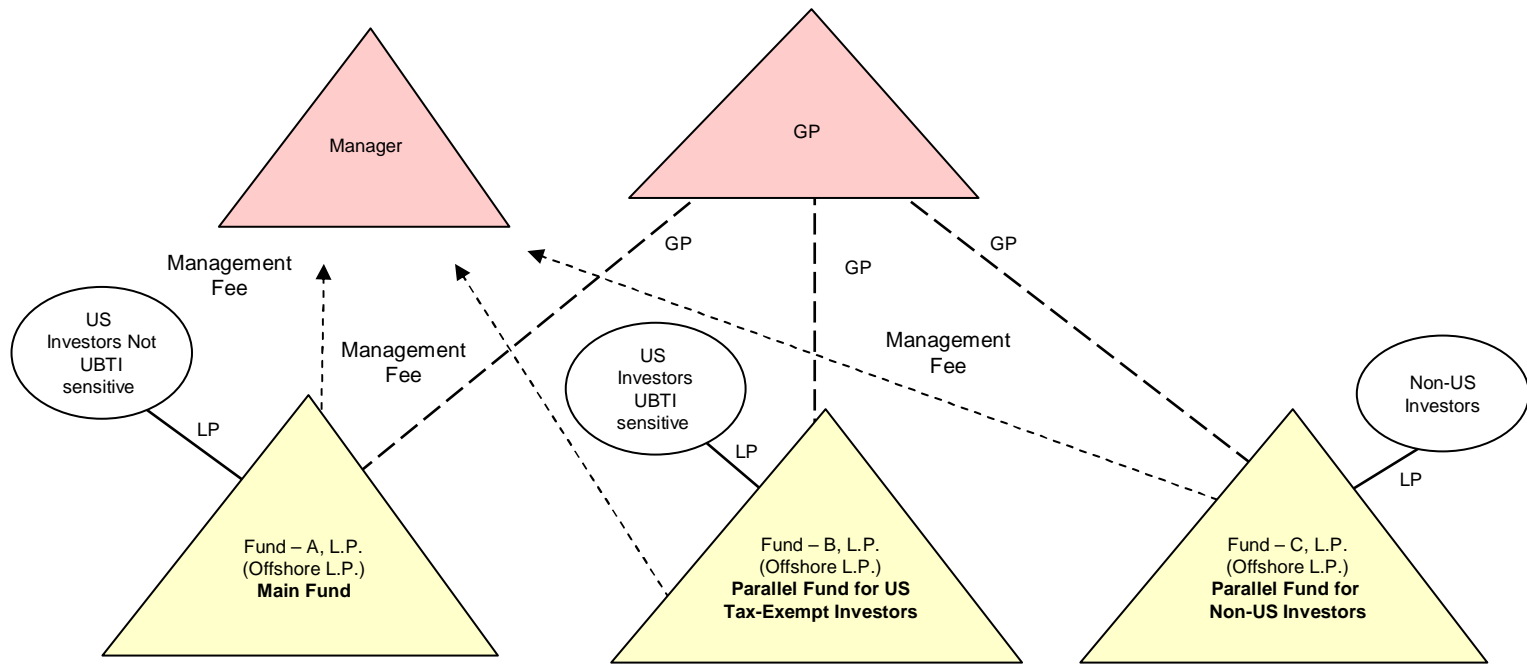 GP
Manager
GP
GP
GP
Management
Fee
US
Investors Not
UBTI
sensitive
Management
Fee
US
Investors
UBTI
sensitive
Management
Fee
Non-US
Investors
LP
LP
LP
Fund – A, L.P.
(Offshore L.P.)
Main Fund
Fund – B, L.P.
(Offshore L.P.)
Parallel Fund for US
Tax-Exempt Investors
Fund – C, L.P.
(Offshore L.P.)
Parallel Fund for
Non-US Investors